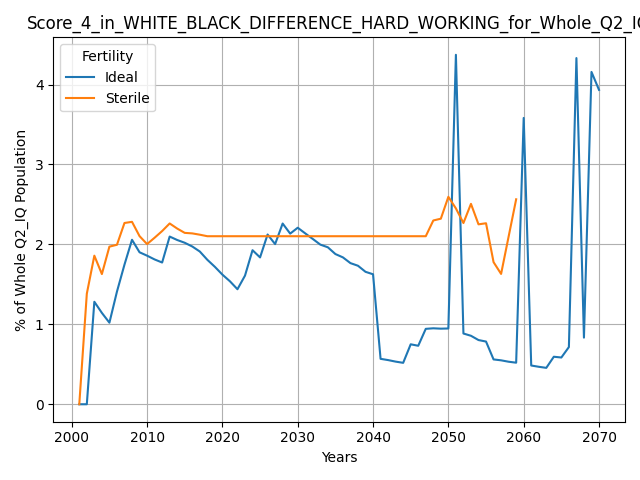 Score_4_in_WHITE_BLACK_DIFFERENCE_HARD_WORKING_for_Whole_Q2_IQ
Fertility
Ideal
Sterile
% of Whole Q2_IQ Population
4
3
2
1
0
2000 2010 2020 2030 2040 2050 2060 2070
Years